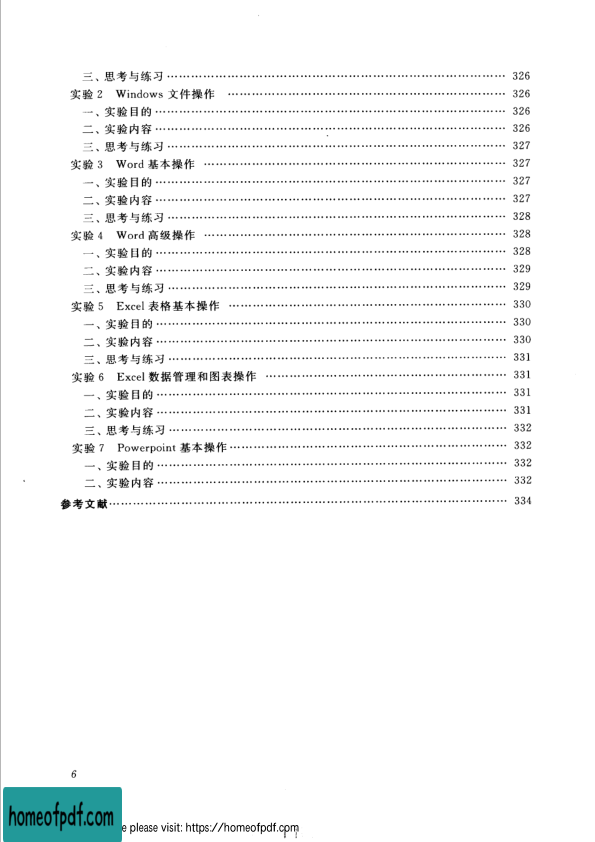 三、思考与练习 …… 326
实验2 Windows 文件操作 …… 326
一、实验目的 …… 326
二、实验内容 …… 326
三、思考与练习 …… 327
实验3 Word 基本操作 …… 327
一、实验目的 …… 327
二、实验内容 …… 327
三、思考与练习 …… 328
实验4 Word 高级操作 …… 328
一、实验目的 …… 328
二、实验内容 …… 329
三、思考与练习 …… 329
实验5 Excel 表格基本操作 …… 330
一、实验目的 …… 330
二、实验内容 …… 330
三、思考与练习 …… 331
实验6 Excel 数据管理和图表操作 …… 331
一、实验目的 …… 331
二、实验内容 …… 331
三、思考与练习 …… 332
实验7 Powerpoint 基本操作 …… 332
一、实验目的 …… 332
二、实验内容 …… 332
参考文献 …… 334
6
homeofpdf.com
e please visit: https://homeofpdf.com